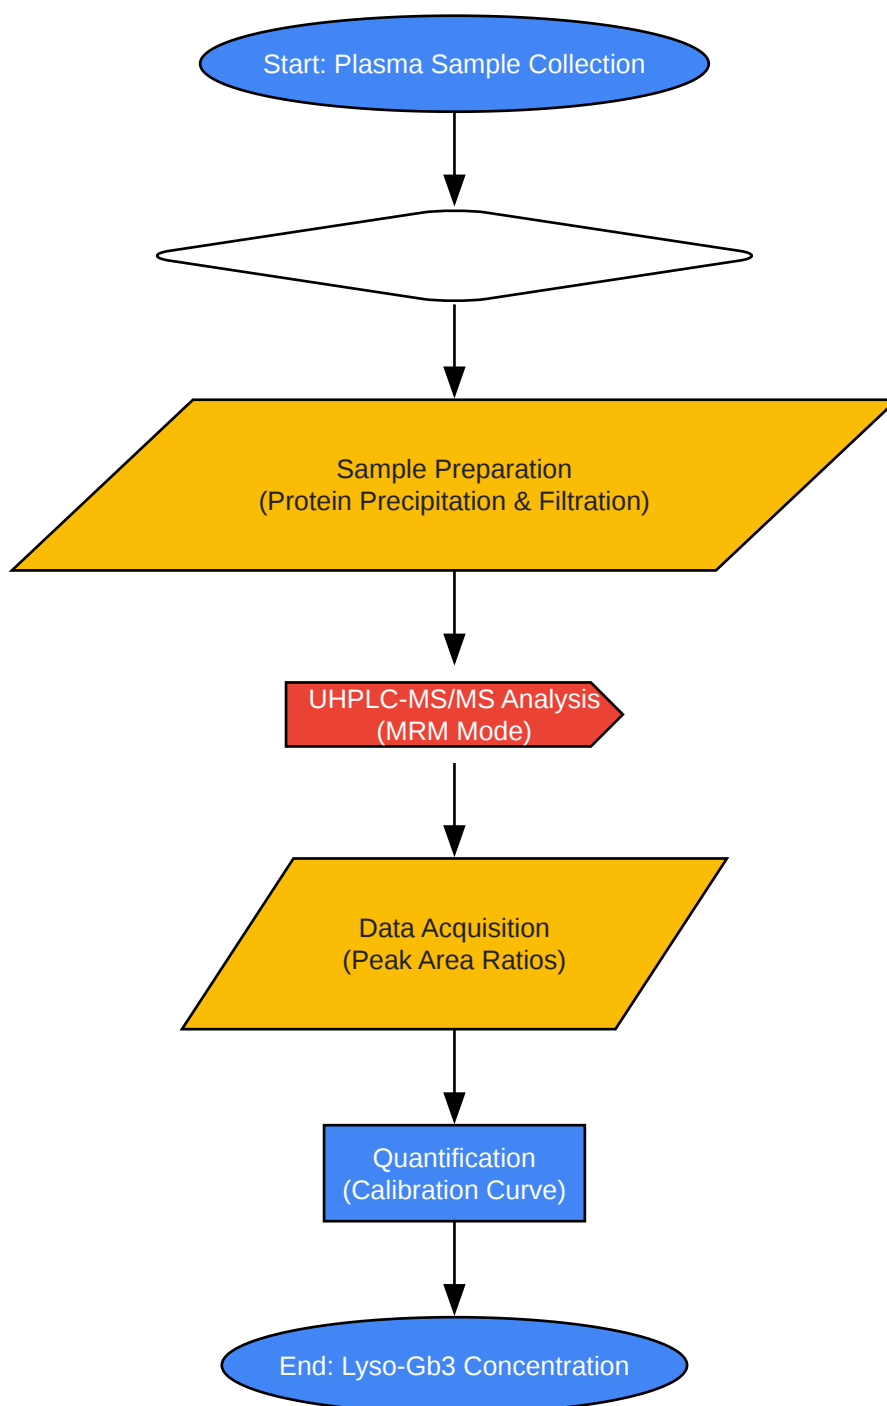 Start: Plasma Sample Collection
Sample Preparation
(Protein Precipitation & Filtration)
UHPLC-MS/MS Analysis
(MRM Mode)
Data Acquisition
(Peak Area Ratios)
Quantification
(Calibration Curve)
End: Lyso-Gb3 Concentration